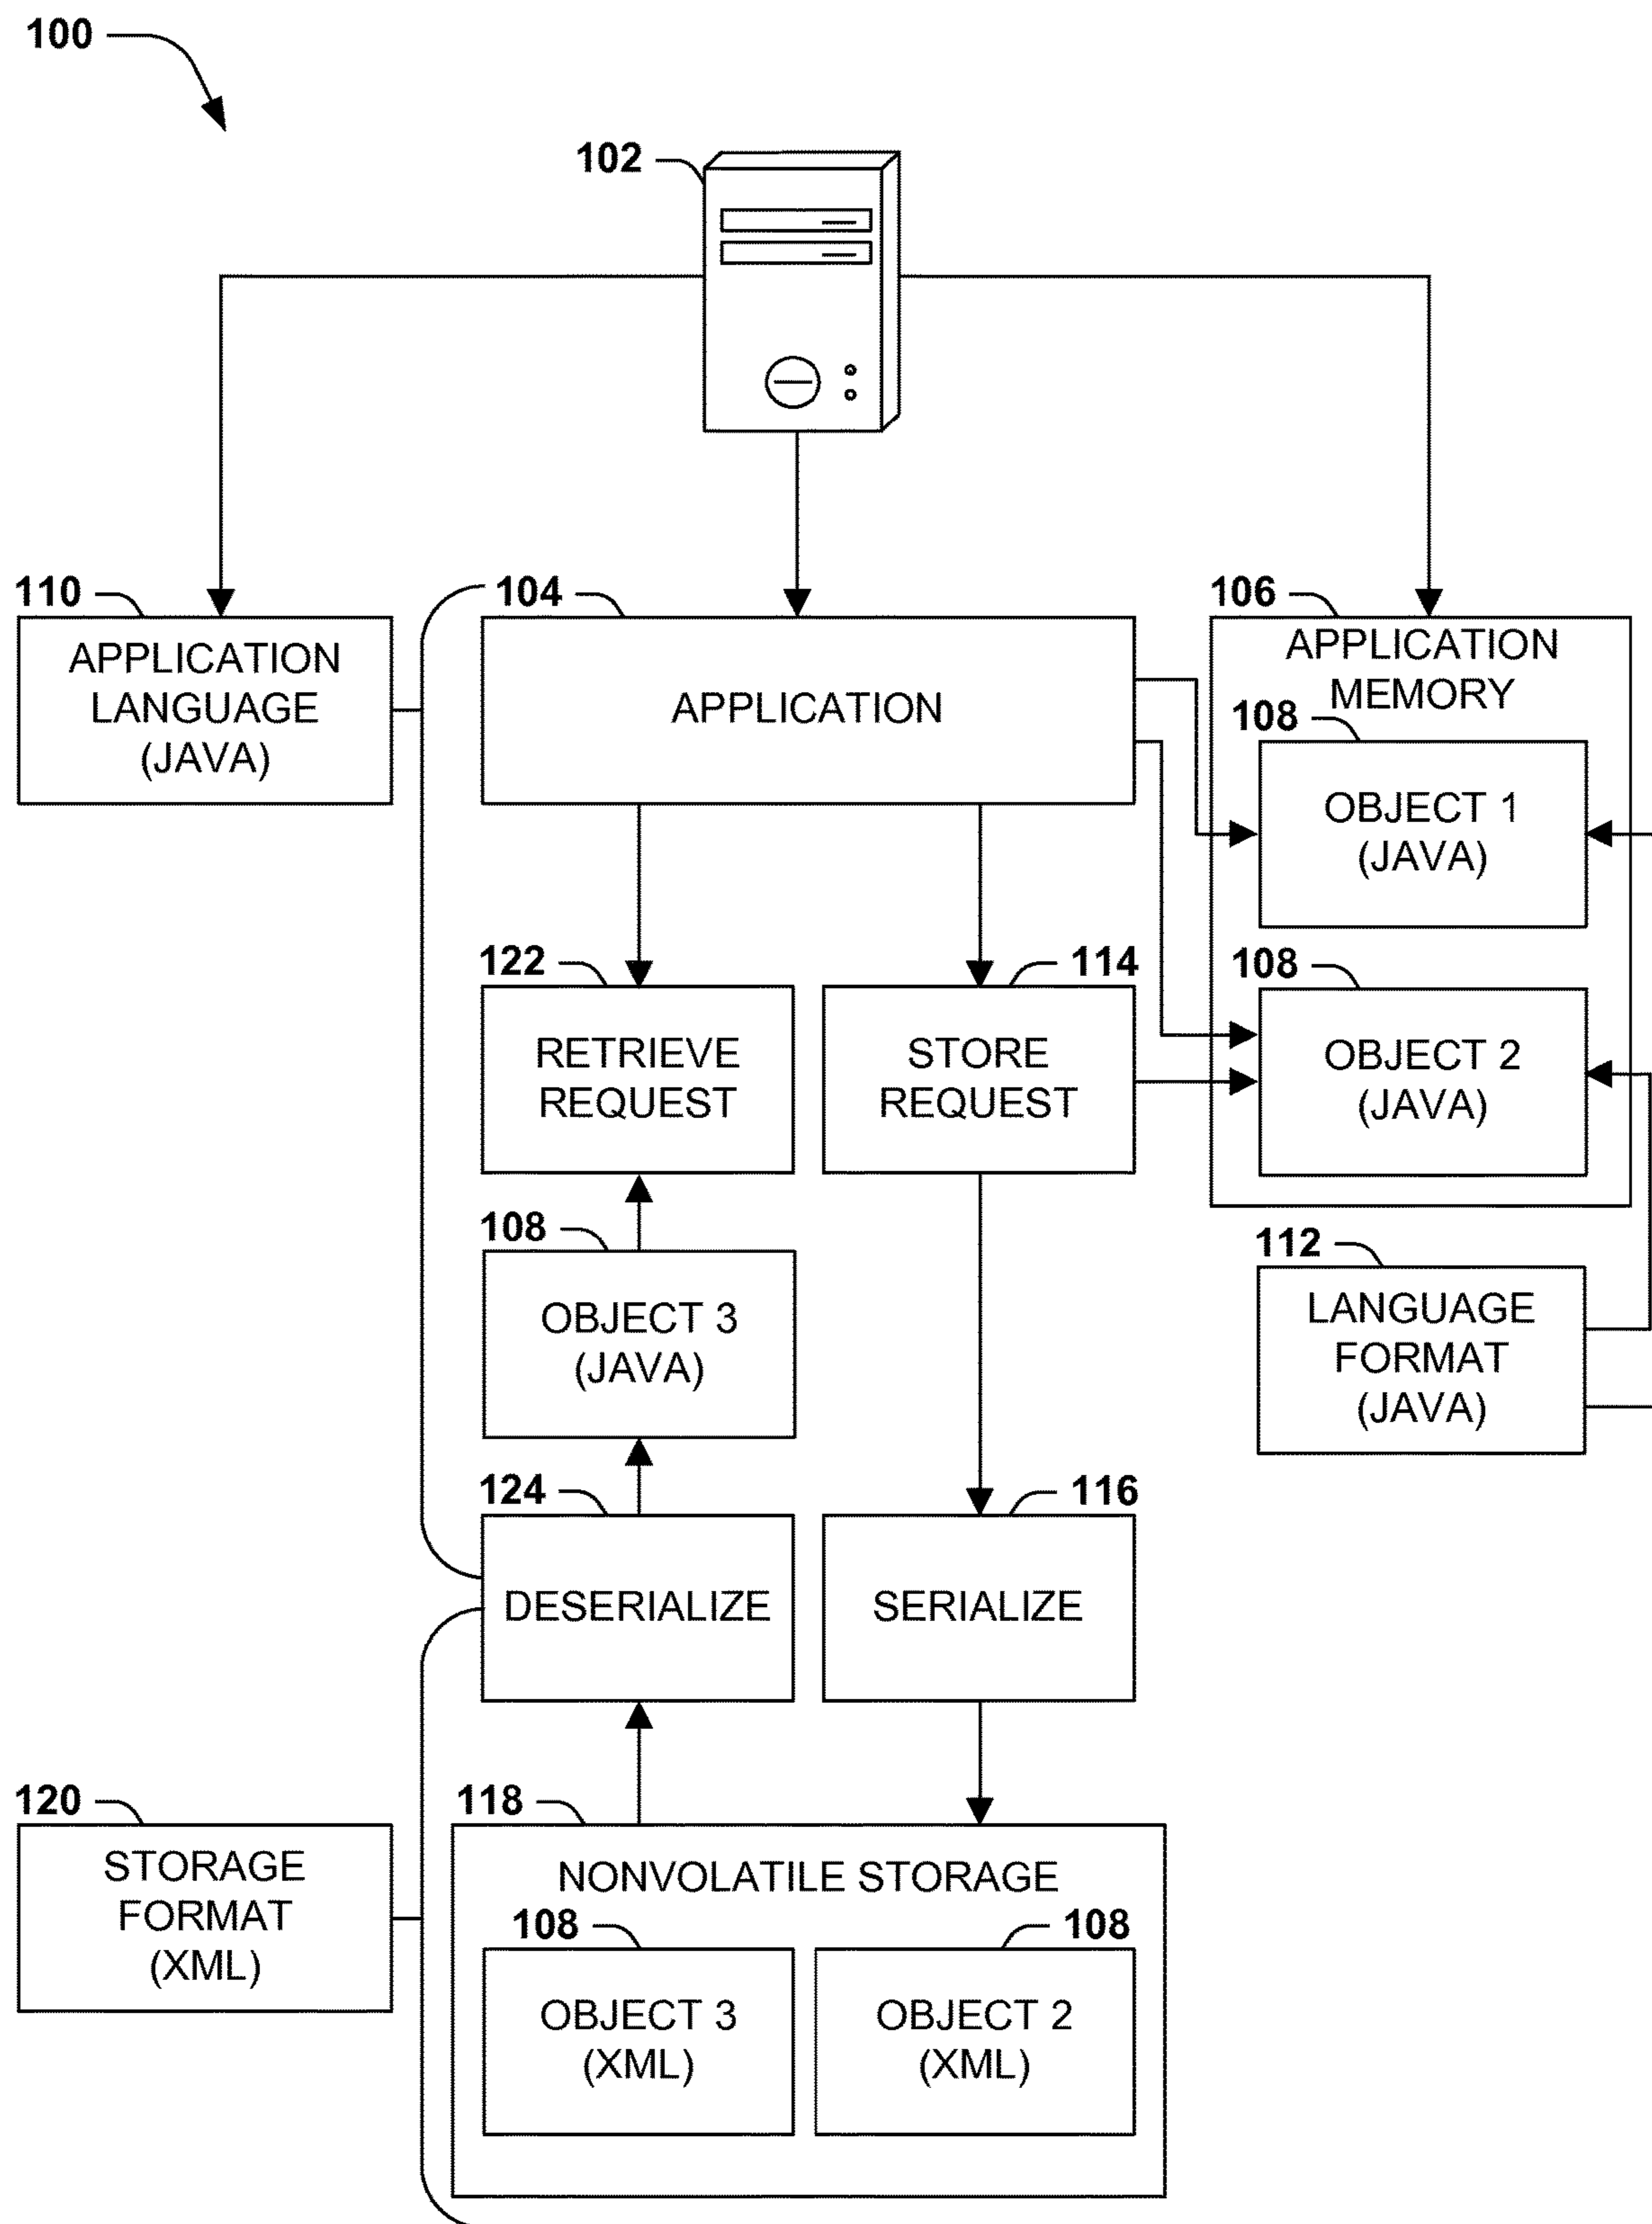 100
102
110
APPLICATION
LANGUAGE
(JAVA)
104
APPLICATION
106
APPLICATION
MEMORY
108
OBJECT 1
(JAVA)
122
RETRIEVE
REQUEST
114
STORE
REQUEST
108
OBJECT 2
(JAVA)
108
OBJECT 3
(JAVA)
112
LANGUAGE
FORMAT
(JAVA)
124
DESERIALIZE
116
SERIALIZE
120
STORAGE
FORMAT
(XML)
118
NONVOLATILE STORAGE
108
OBJECT 3
(XML)
108
OBJECT 2
(XML)